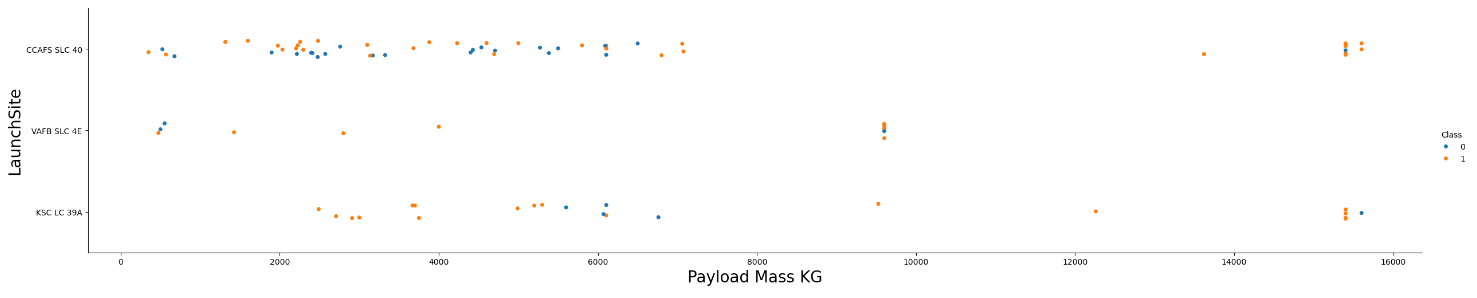 CCAFS SLC 40
VAFB SLC 4E
KSC LC 39A
LaunchSite
0 2000 4000 6000 8000 10000 12000 14000 16000
Payload Mass KG
Class
0
1